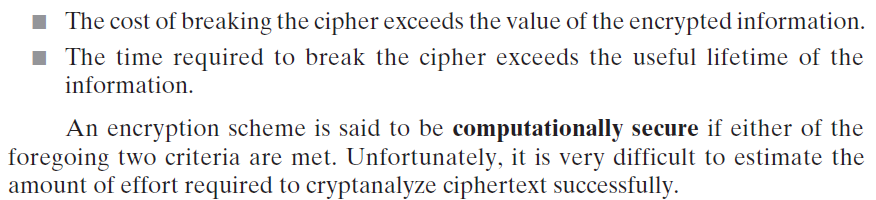 ■ The cost of breaking the cipher exceeds the value of the encrypted information.
■ The time required to break the cipher exceeds the useful lifetime of the
information.
An encryption scheme is said to be computationally secure if either of the
foregoing two criteria are met. Unfortunately, it is very difficult to estimate the
amount of effort required to cryptanalyze ciphertext successfully.